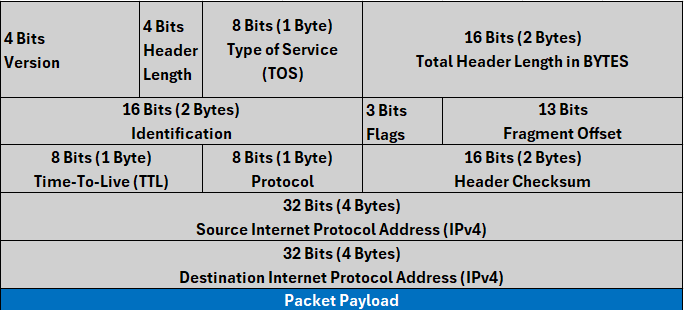 4 Bits
Version
4 Bits
Header
Length
8 Bits (1 Byte)
Type of Service
(TOS)
16 Bits (2 Bytes)
Total Header Length in BYTES
16 Bits (2 Bytes)
Identification
3 Bits
Flags
13 Bits
Fragment Offset
8 Bits (1 Byte)
Time-To-Live (TTL)
8 Bits (1 Byte)
Protocol
16 Bits (2 Bytes)
Header Checksum
32 Bits (4 Bytes)
Source Internet Protocol Address (IPv4)
32 Bits (4 Bytes)
Destination Internet Protocol Address (IPv4)
Packet Payload